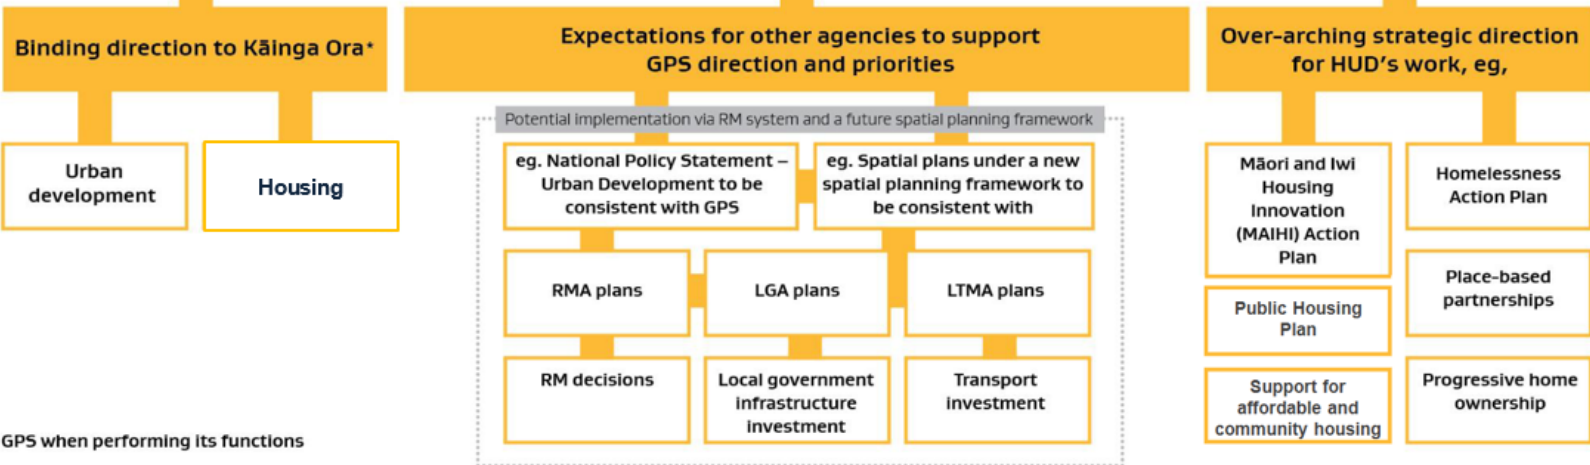 Binding direction to Kāinga Ora*
Urban
development
Housing
Expectations for other agencies to support
GPS direction and priorities
Potential implementation via RM system and a future spatial planning framework
eg. National Policy Statement –
Urban Development to be
consistent with GPS
eg. Spatial plans under a new
spatial planning framework to
be consistent with
RMA plans
LGA plans
LTMA plans
RM decisions
Local government
infrastructure
investment
Transport
investment
Over-arching strategic direction
for HUD's work, eg,
Māori and Iwi
Housing
Innovation
(MAIHI) Action
Plan
Homelessness
Action Plan
Public Housing
Plan
Place-based
partnerships
Support for
affordable and
community housing
Progressive home
ownership
GPS when performing its functions